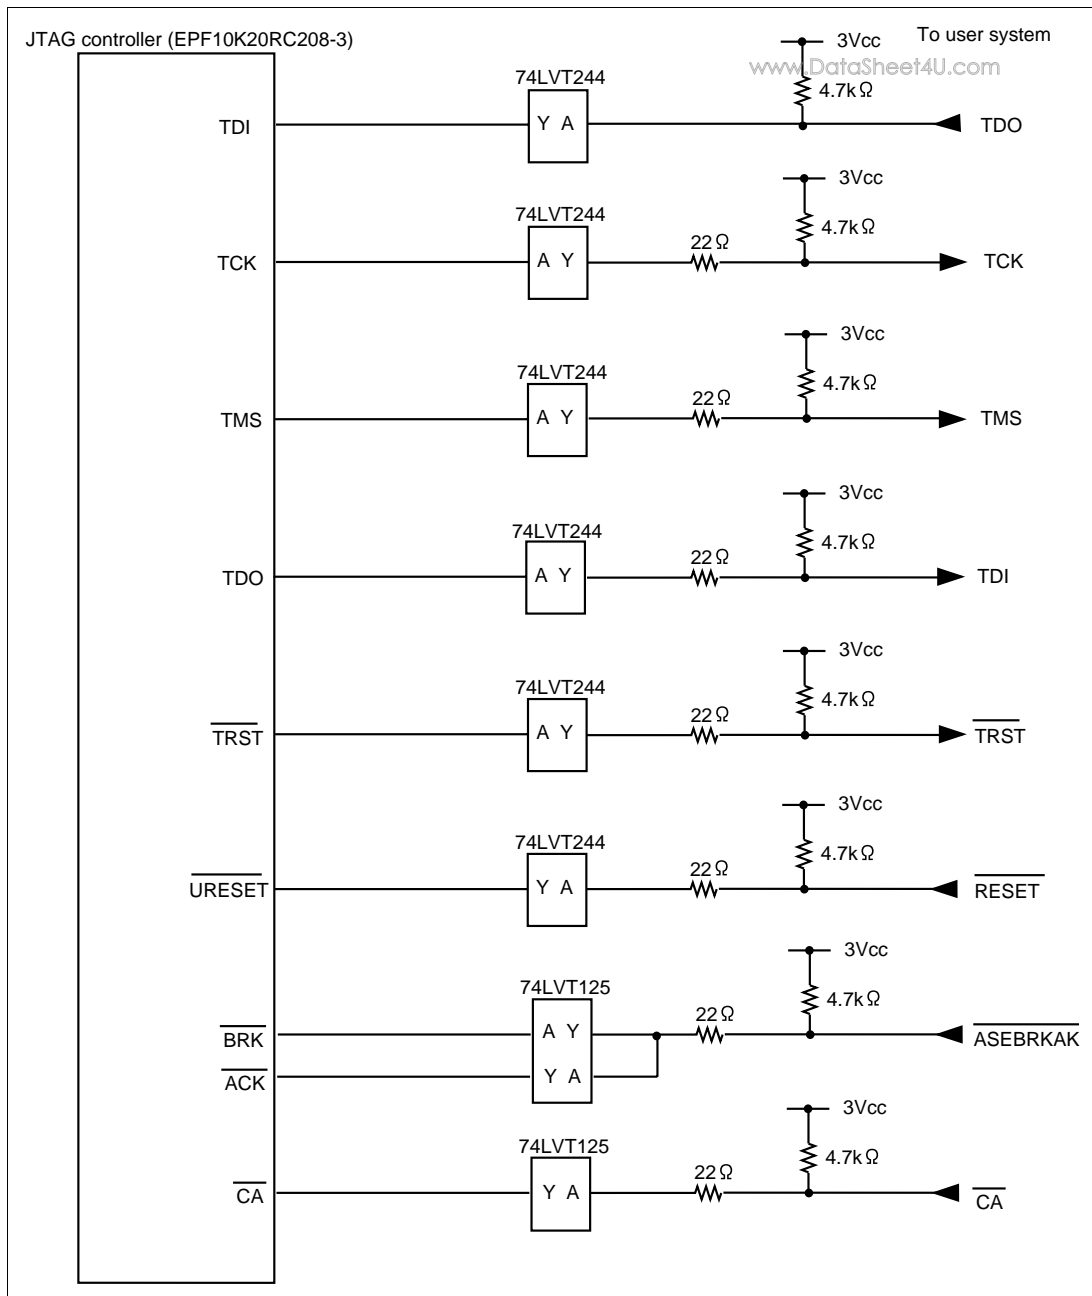 JTAG controller (EPF10K20RC208-3)
To user system
www.DataSheet4U.com
3Vcc
74LVT244
4.7kΩ
TDI
Y A
TDO
3Vcc
74LVT244
4.7kΩ
22Ω
TCK
A Y
TCK
3Vcc
74LVT244
4.7kΩ
22Ω
TMS
A Y
TMS
3Vcc
74LVT244
4.7kΩ
22Ω
TDO
A Y
TDI
3Vcc
74LVT244
4.7kΩ
22Ω
TRST
A Y
TRST
3Vcc
74LVT244
4.7kΩ
22Ω
URESET
Y A
RESET
3Vcc
74LVT125
4.7kΩ
22Ω
BRK
A Y
ASEBRKAK
ACK
Y A
3Vcc
74LVT125
4.7kΩ
22Ω
CA
Y A
CA